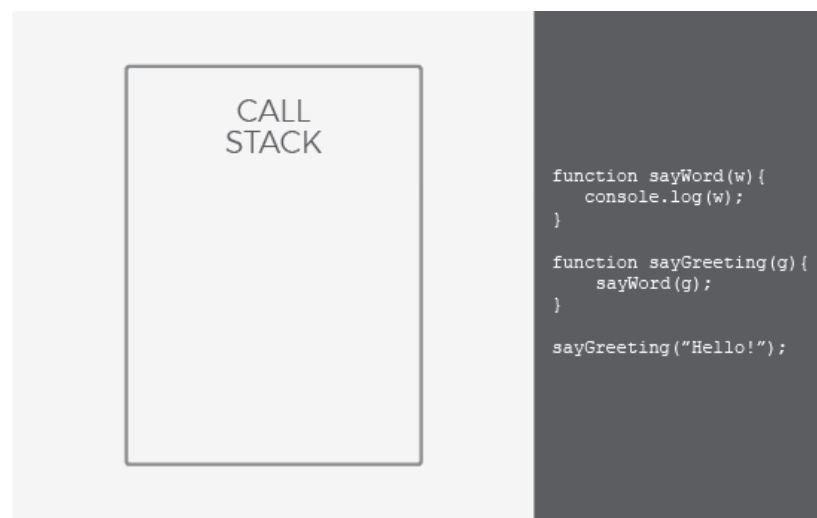 CALL
STACK
function sayWord(w){
console.log(w);
}
function sayGreeting(g){
sayWord(g);
}
sayGreeting(”Hello!”);